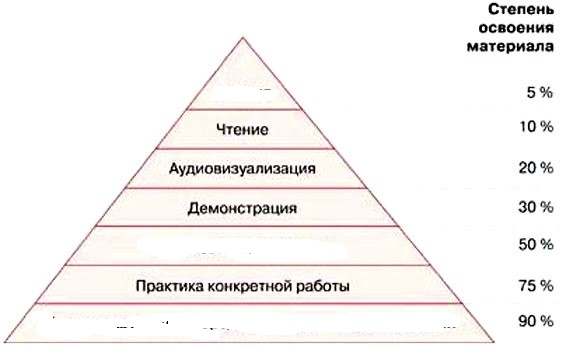 Степень
освоения
материала
5 %
Чтение 10 %
Аудиовизуализация 20 %
Демонстрация 30 %
50 %
Практика конкретной работы 75 %
90 %